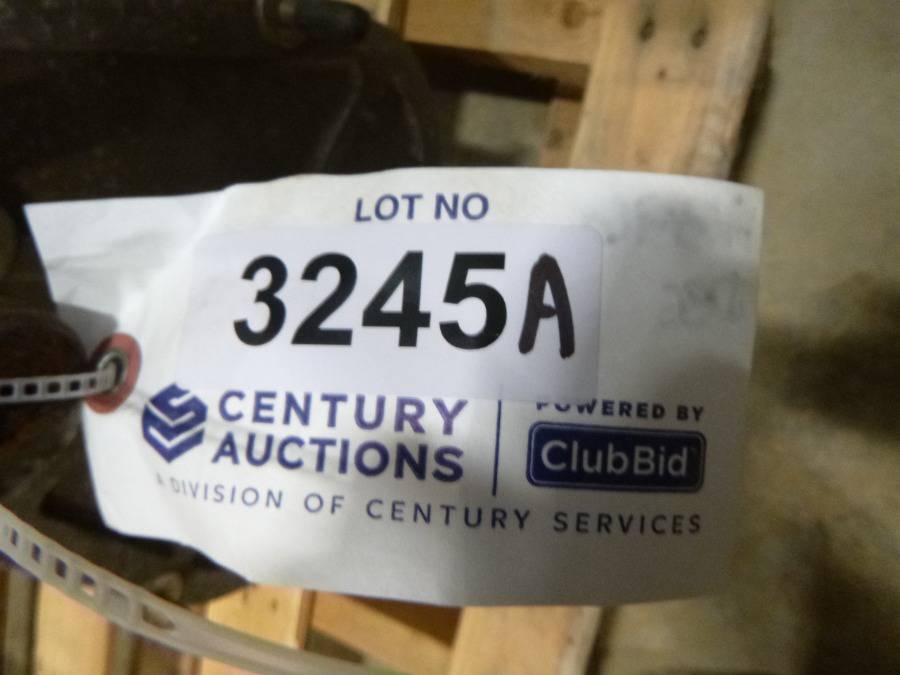 LOT NO
3245A
CENTURY
AUCTIONS
A DIVISION OF CENTURY SERVICES
POWERED BY
ClubBid